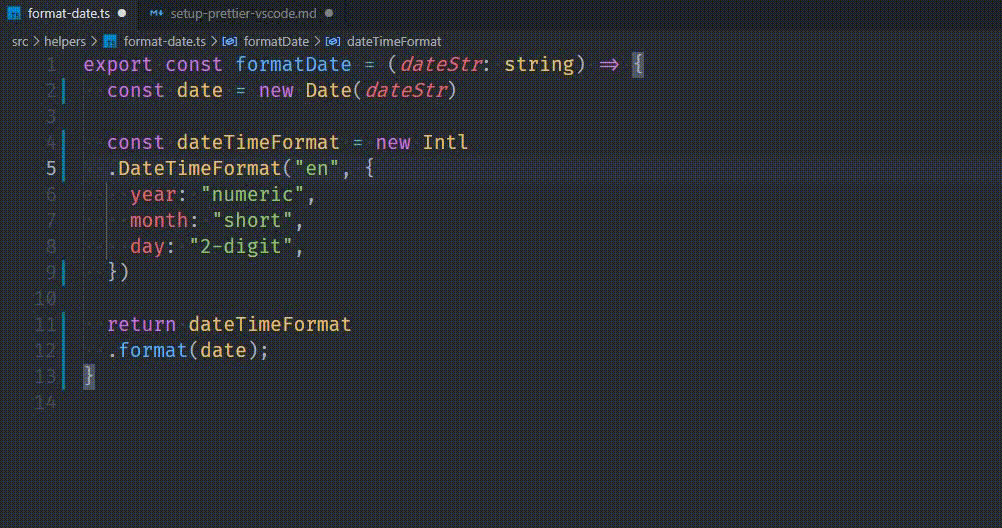 format-date.ts
setup-prettier-vscode.md
src > helpers > format-date.ts > formatDate > dateTimeFormat
1 export const formatDate = (dateStr: string) => {
2 const date = new Date(dateStr)
3
4 const dateTimeFormat = new Intl
5 .DateTimeFormat("en", {
6 year: "numeric",
7 month: "short",
8 day: "2-digit",
9 })
10
11 return dateTimeFormat
12 .format(date);
13 }
14